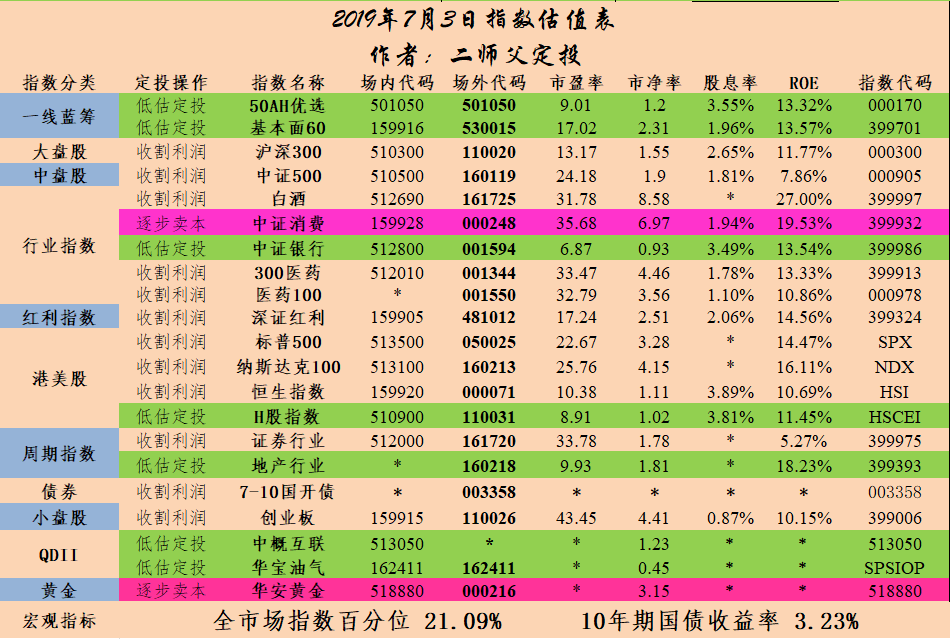 2019年7月3日指数估值表
作者：二师父定投
指数分类 定投操作 指数名称 场内代码 场外代码 市盈率 市净率 股息率 ROE 指数代码
一线蓝筹 低估定投 50AH优选 501050 501050 9.01 1.2 3.55% 13.32% 000170
低估定投 基本面60 159916 530015 17.02 2.31 1.96% 13.57% 399701
大盘股 收割利润 沪深300 510300 110020 13.17 1.55 2.65% 11.77% 000300
中盘股 收割利润 中证500 510500 160119 24.18 1.9 1.81% 7.86% 000905
行业指数 收割利润 白酒 512690 161725 31.78 8.58 * 27.00% 399997
逐步卖本 中证消费 159928 000248 35.68 6.97 1.94% 19.53% 399932
低估定投 中证银行 512800 001594 6.87 0.93 3.49% 13.54% 399986
收割利润 300医药 512010 001344 33.47 4.46 1.78% 13.33% 399913
收割利润 医药100 * 001550 32.79 3.56 1.10% 10.86% 000978
红利指数 收割利润 深证红利 159905 481012 17.24 2.51 2.06% 14.56% 399324
港美股 收割利润 标普500 513500 050025 22.67 3.28 * 14.47% SPX
收割利润 纳斯达克100 513100 160213 25.76 4.15 * 16.11% NDX
收割利润 恒生指数 159920 000071 10.38 1.11 3.89% 10.69% HSI
低估定投 H股指数 510900 110031 8.91 1.02 3.81% 11.45% HSCEI
周期指数 收割利润 证券行业 512000 161720 33.78 1.78 * 5.27% 399975
低估定投 地产行业 * 160218 9.93 1.81 * 18.23% 399393
债券 收割利润 7-10国开债 * 003358 * * * * 003358
小盘股 收割利润 创业板 159915 110026 43.45 4.41 0.87% 10.15% 399006
QDII 低估定投 中概互联 513050 * * 1.23 * * 513050
低估定投 华宝油气 162411 162411 * 0.45 * * SPSIOP
黄金 逐步卖本 华安黄金 518880 000216 * 3.15 * * 518880
宏观指标 全市场指数百分位 21.09% 10年期国债收益率 3.23%